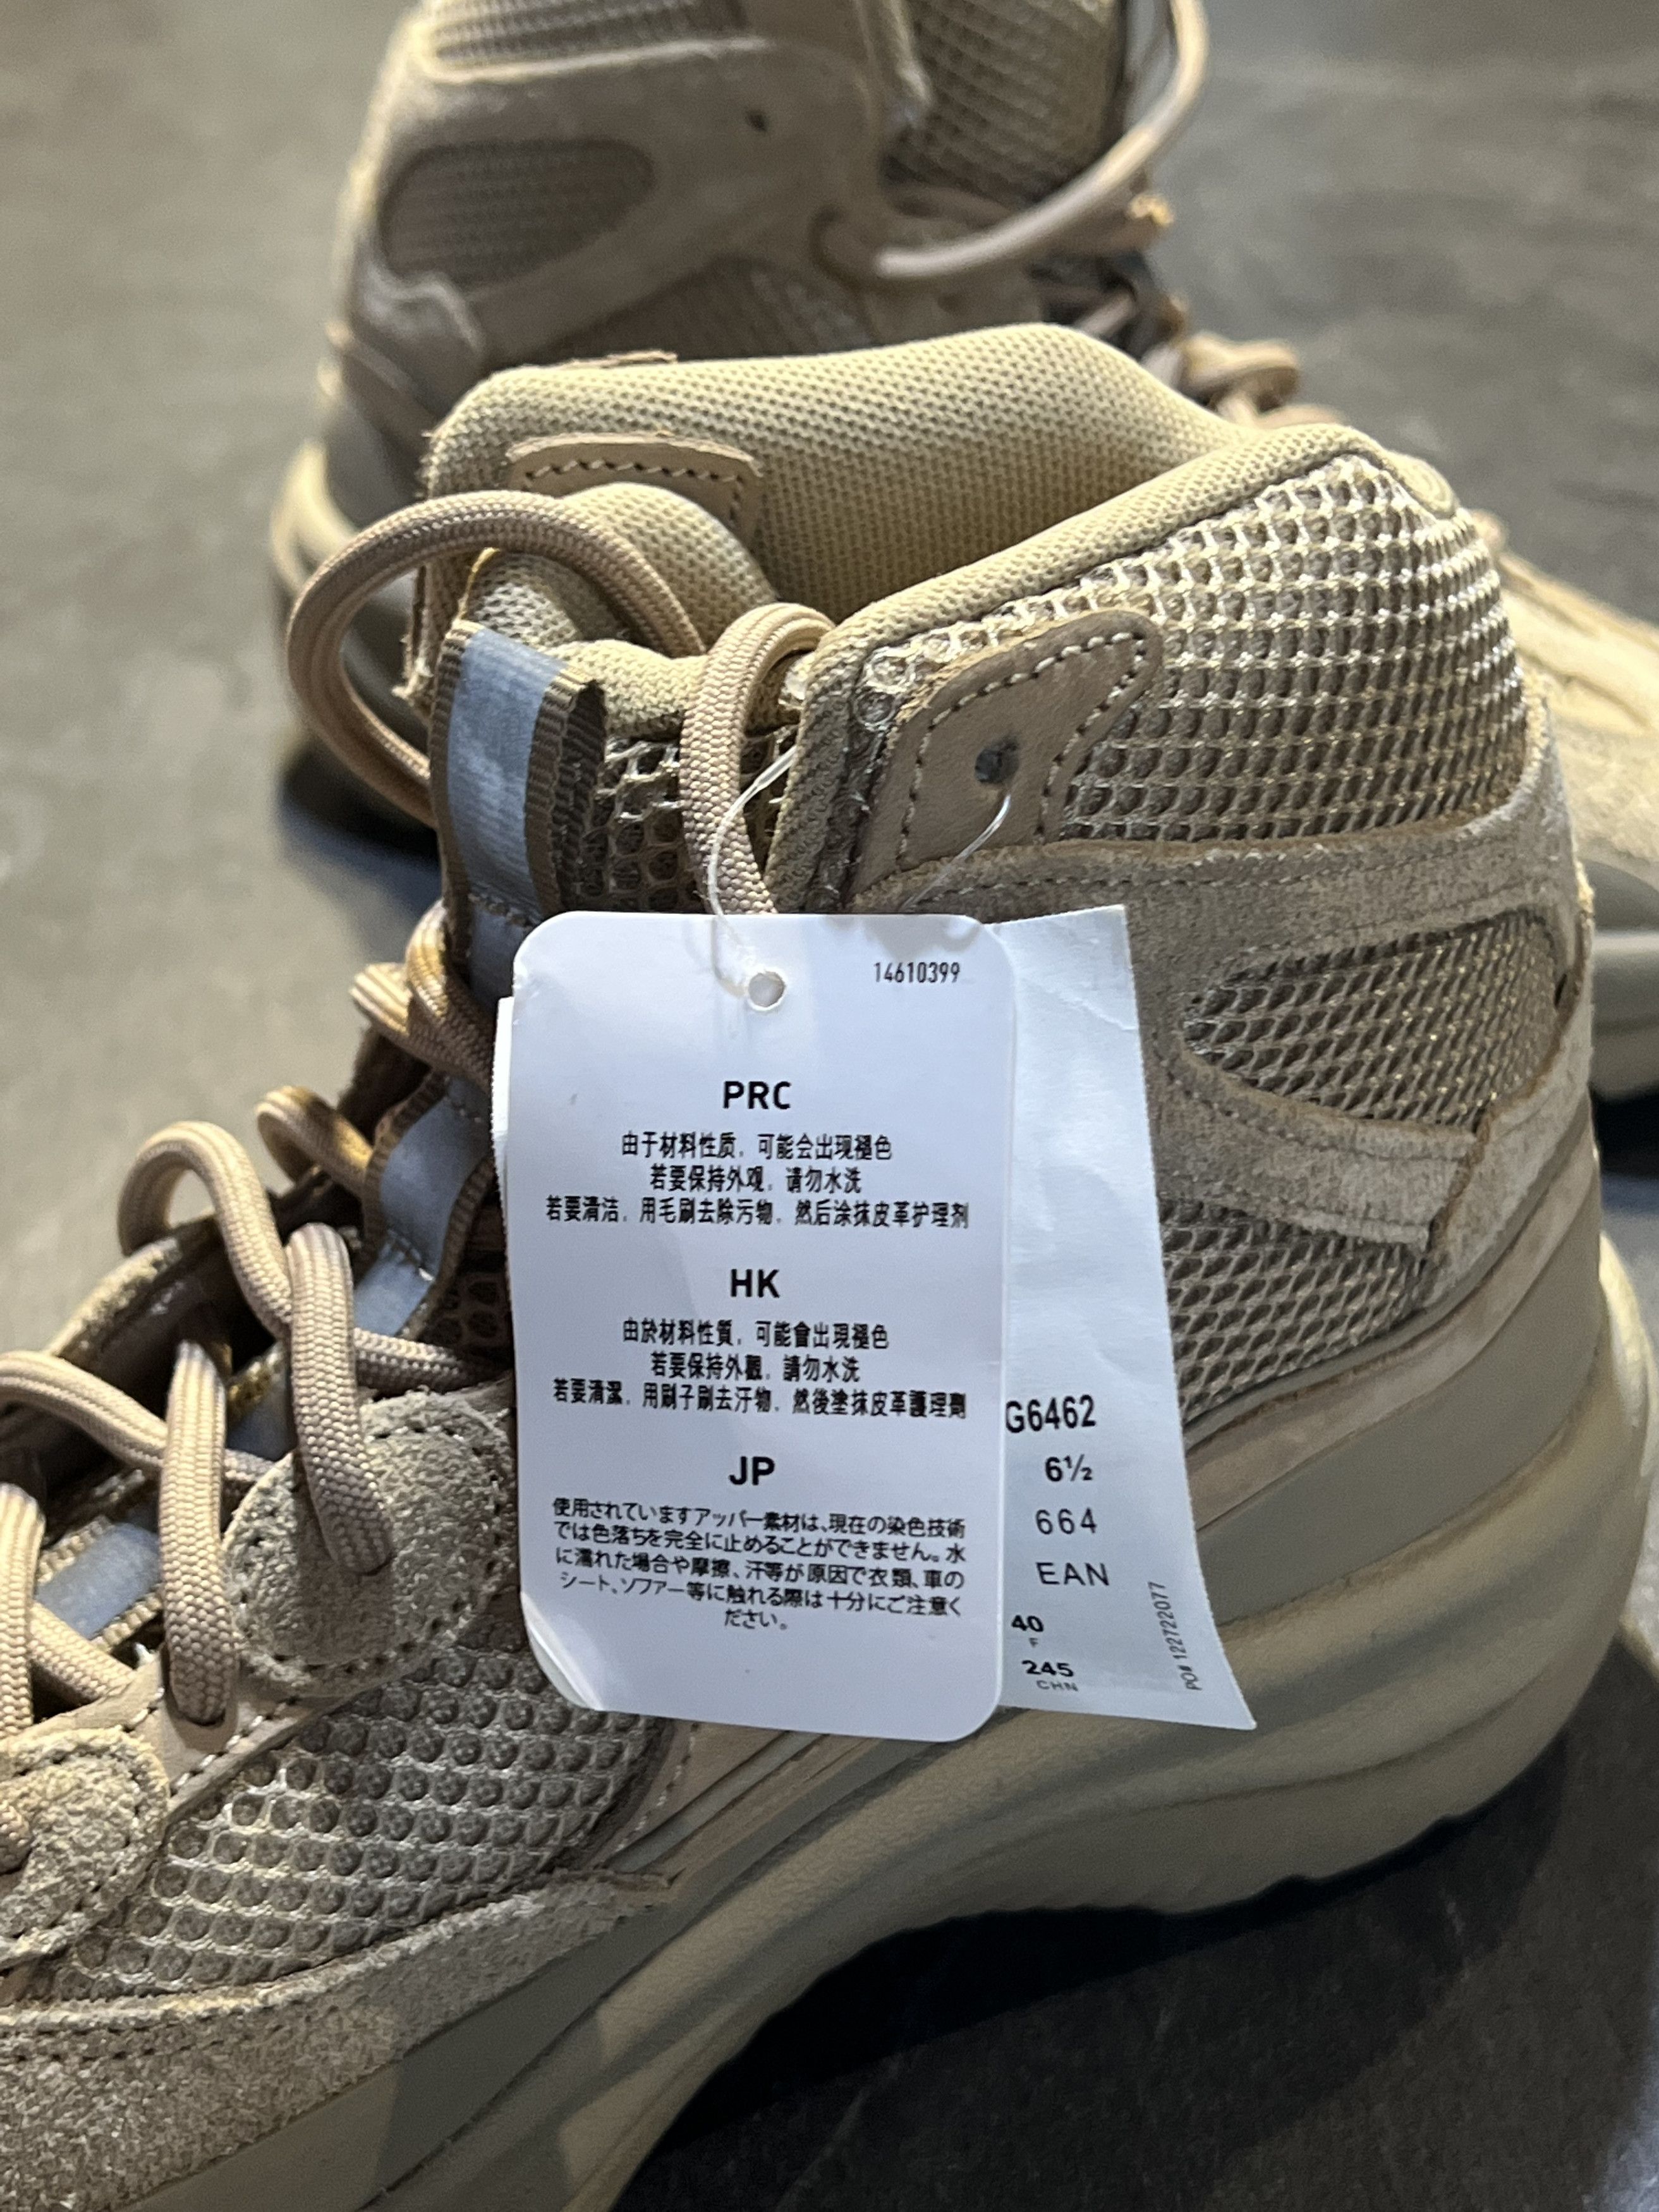 14610399
PRC
由于材料性质，可能会出现褪色
若要保持外观，请勿水洗
若要清洁，用毛刷去除污物，然后涂抹皮革护理剂
HK
由於材料性質，可能會出現褪色
若要保持外觀，請勿水洗
若要清潔，用刷子刷去汙物，然後塗抹皮革護理劑
JP
使用されていますアッパー素材は、現在の染色技術
では色落ちを完全に止めることができません。水
に濡れた場合や摩擦、汗等が原因で衣類、車の
シート、ソファー等に触れる際は十分にご注意く
ださい。
G6462
6½
664
EAN
40
F
245
CHN
PO# 122722077